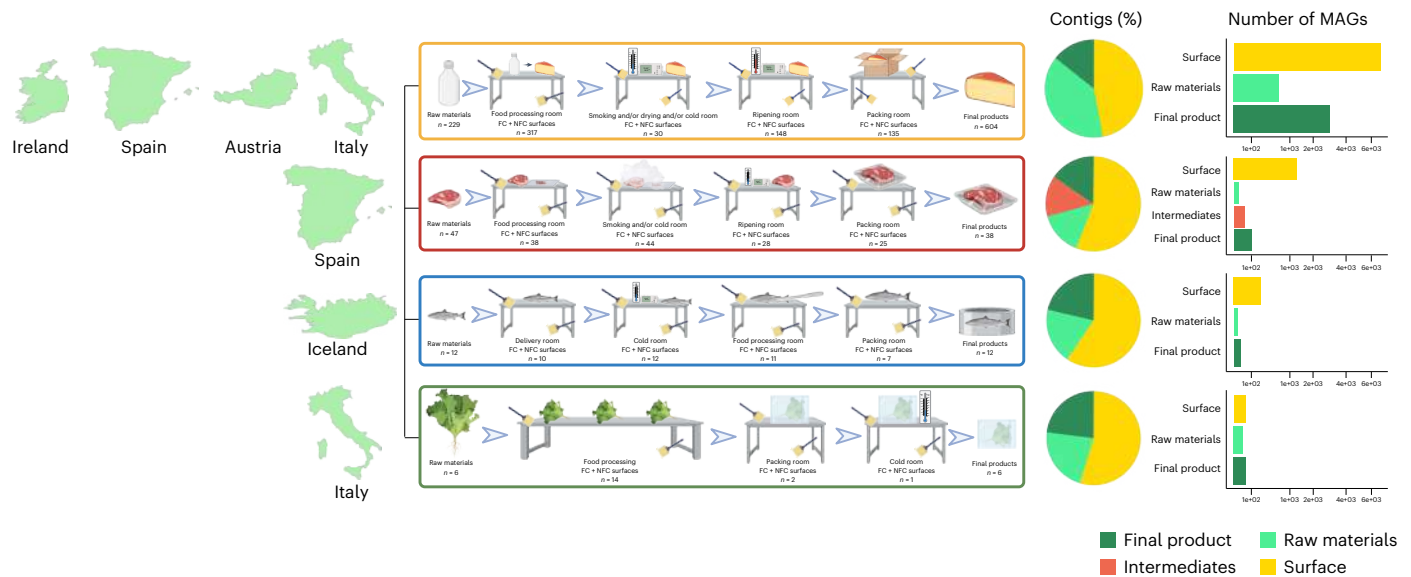 Contigs (%)
Number of MAGs
Ireland
Spain
Austria
Italy
Raw materials
n = 229
Food processing room
FC + NFC surfaces
n = 317
Smoking and/or drying and/or cold room
FC + NFC surfaces
n = 30
Ripening room
FC + NFC surfaces
n = 148
Packing room
FC + NFC surfaces
n = 135
Final products
n = 604
Surface
Raw materials
Final product
1e+02
1e+03
2e+03
4e+03
6e+03
Spain
Raw materials
n = 47
Food processing room
FC + NFC surfaces
n = 38
Smoking and/or cold room
FC + NFC surfaces
n = 44
Ripening room
FC + NFC surfaces
n = 28
Packing room
FC + NFC surfaces
n = 25
Final products
n = 38
Surface
Raw materials
Intermediates
Final product
1e+02
1e+03
2e+03
4e+03
6e+03
Iceland
Raw materials
n = 12
Delivery room
FC + NFC surfaces
n = 10
Cold room
FC + NFC surfaces
n = 12
Food processing room
FC + NFC surfaces
n = 11
Packing room
FC + NFC surfaces
n = 7
Final products
n = 12
Surface
Raw materials
Final product
1e+02
1e+03
2e+03
4e+03
6e+03
Italy
Raw materials
n = 6
Food processing
FC + NFC surfaces
n = 14
Packing room
FC + NFC surfaces
n = 2
Cold room
FC + NFC surfaces
n = 1
Final products
n = 6
Surface
Raw materials
Final product
1e+02
1e+03
2e+03
4e+03
6e+03
Final product
Raw materials
Intermediates
Surface